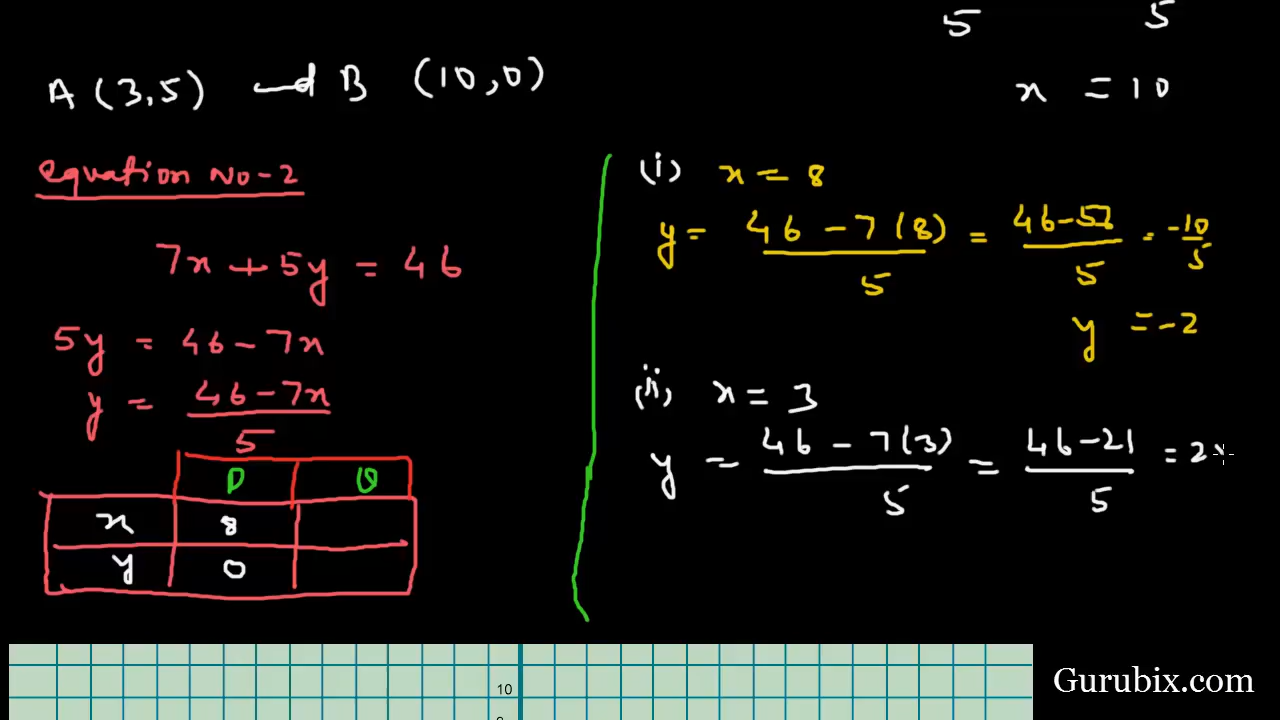 5 5
A (3,5) and B (10,0)
x = 10
equation No-2
7x + 5y = 46
5y = 46 - 7x
y = 46 - 7x / 5
P Q
x 8
y 0
(i) x = 8
y = 46 - 7(8) / 5 = 46-56 / 5 = -10 / 5
y = -2
(ii) x = 3
y = 46 - 7(3) / 5 = 46-21 / 5 = 2
10
Gurubix.com